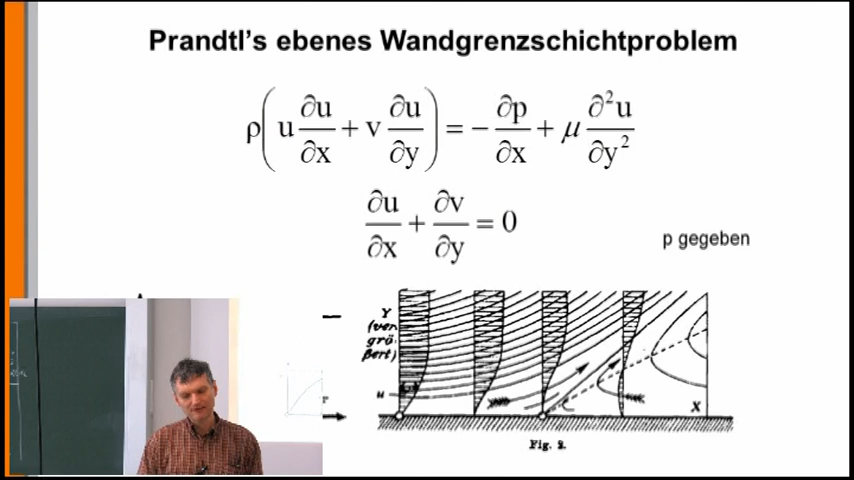 Prandtl's ebenes Wandgrenzschichtproblem
ρ(u ∂u/∂x + v ∂u/∂y) = −∂p/∂x + μ ∂²u/∂y²
∂u/∂x + ∂v/∂y = 0
p gegeben
Y
(ver-
grö-
ßert)
u
X
Fig. 2.